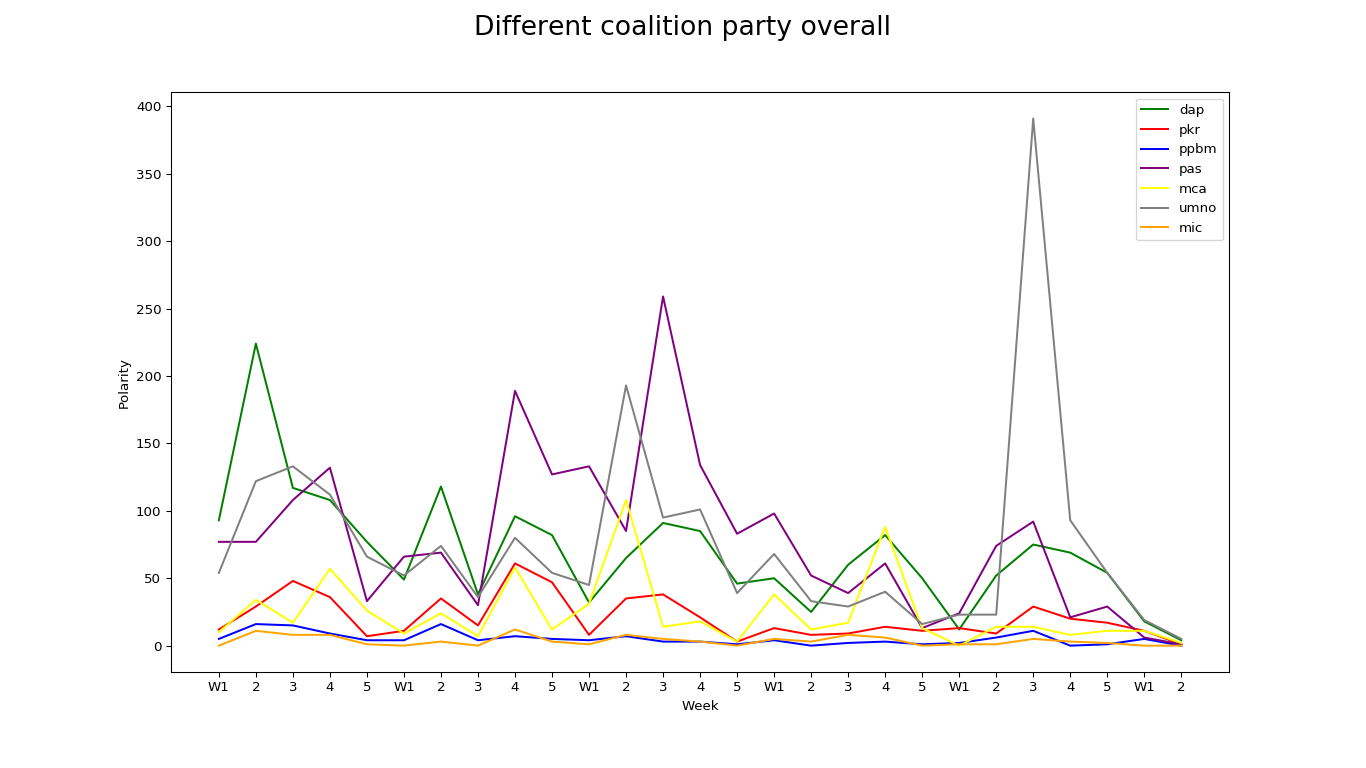 Different coalition party overall
400
350
300
250
200
150
100
50
0
Polarity
dap
pkr
ppbm
pas
mca
umno
mic
W1 2 3 4 5 W1 2 3 4 5 W1 2 3 4 5 W1 2 3 4 5 W1 2 3 4 5 W1 2
Week